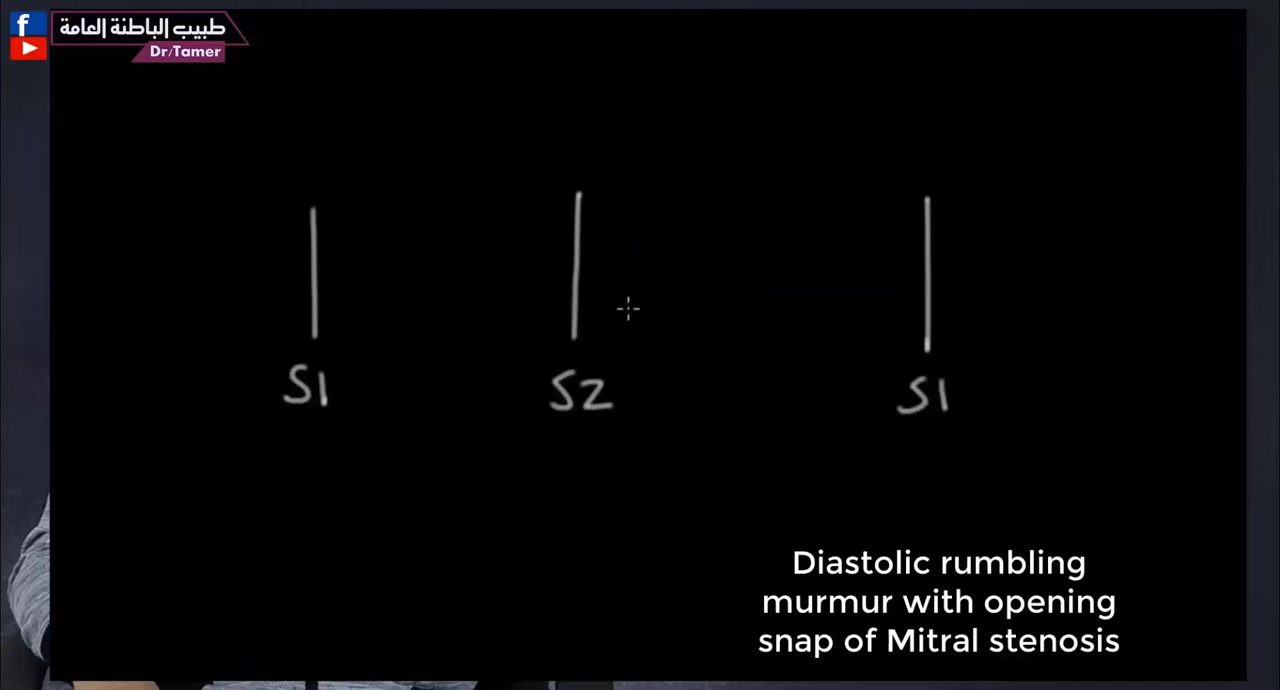 طبيب الباطنة العامة
Dr/Tamer
S1 S2 S1
Diastolic rumbling
murmur with opening
snap of Mitral stenosis